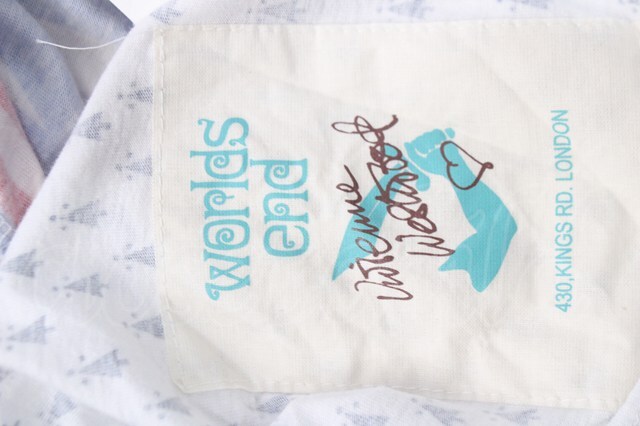 worlds
end
Vivienne
Westwood
430,KINGS RD. LONDON